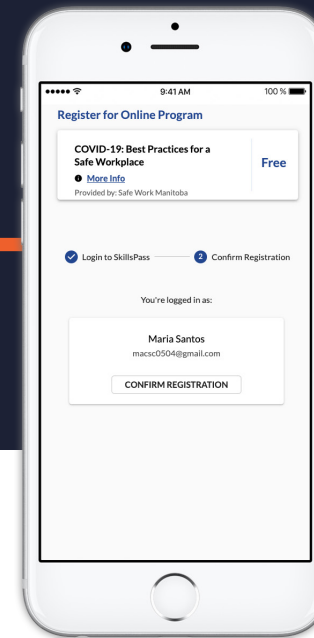 9:41 AM
100 %
Register for Online Program
COVID-19: Best Practices for a
Safe Workplace
Free
More Info
Provided by: Safe Work Manitoba
Login to SkillsPass
2 Confirm Registration
You're logged in as:
Maria Santos
macsc0504@gmail.com
CONFIRM REGISTRATION